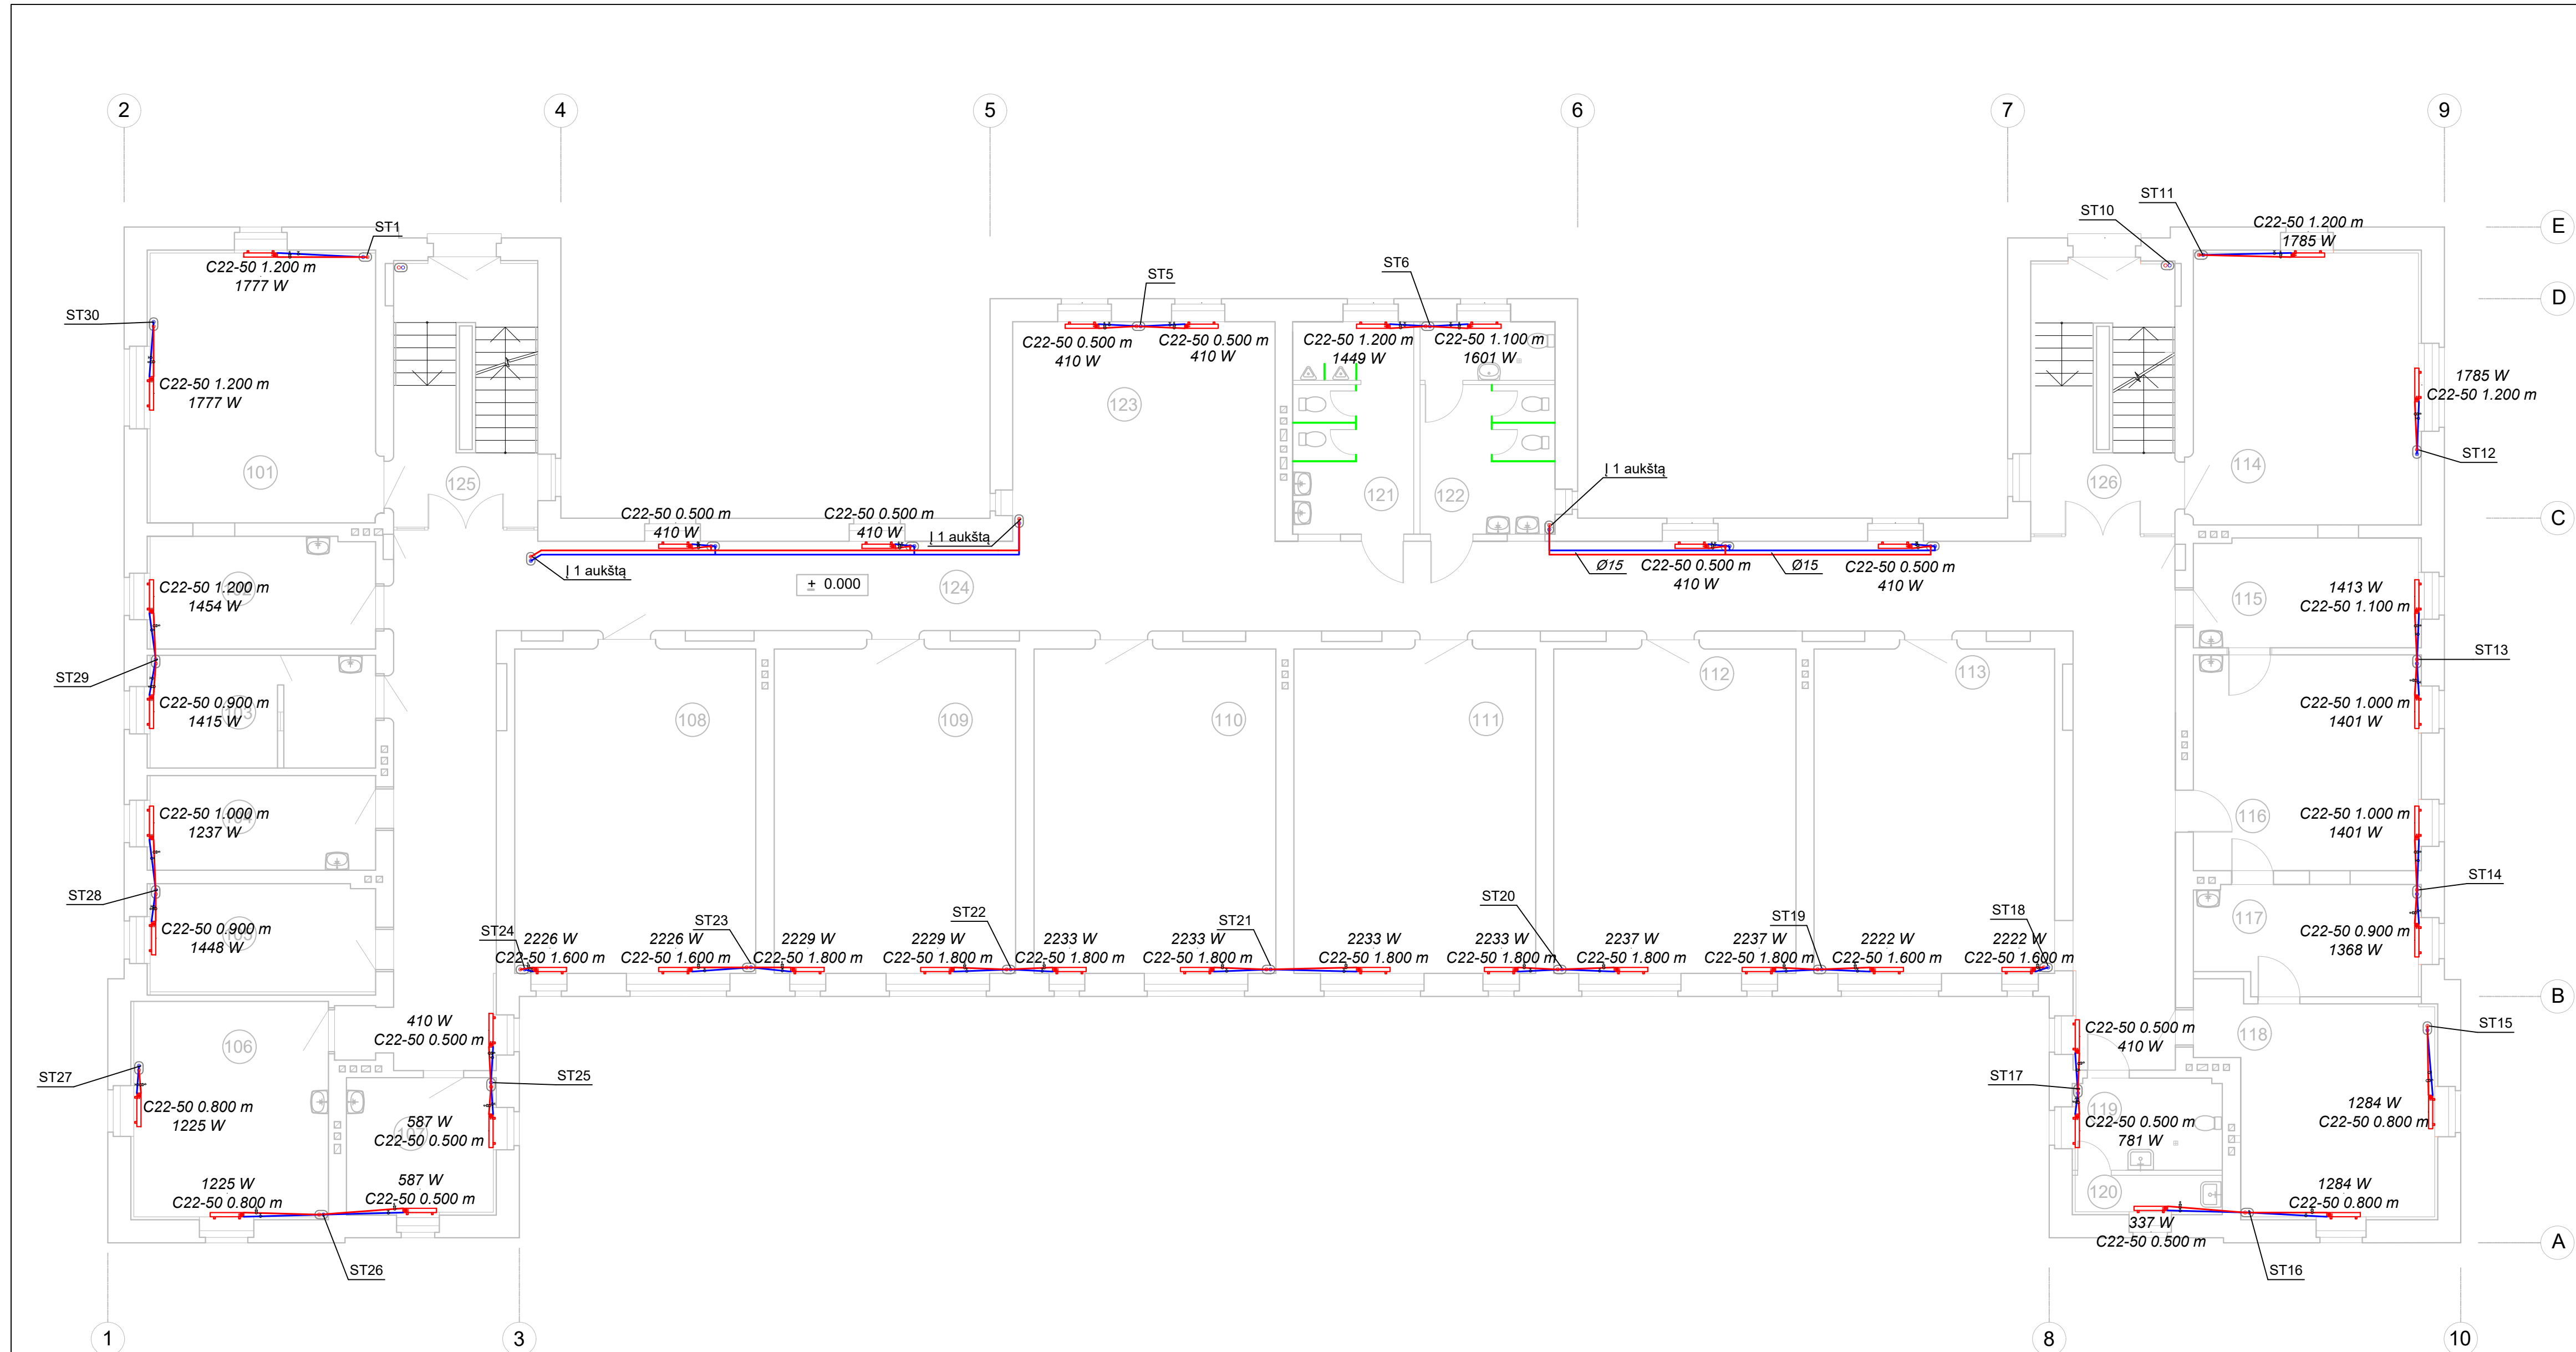 2
4
5
6
7
9
ST11
ST10
C22-50 1.200 m
1785 W
E
ST1
C22-50 1.200 m
1777 W
ST5
ST6
D
ST30
C22-50 0.500 m
410 W
C22-50 0.500 m
410 W
C22-50 1.200 m
1449 W
C22-50 1.100 m
1601 W
C22-50 1.200 m
1777 W
1785 W
C22-50 1.200 m
123
ST12
101
125
121
122
Į 1 aukštą
126
114
C22-50 0.500 m
410 W
C22-50 0.500 m
410 W
Į 1 aukštą
C
Į 1 aukštą
± 0.000
124
Ø15
Ø15
C22-50 0.500 m
410 W
C22-50 0.500 m
410 W
C22-50 1.200 m
1454 W
102
115
1413 W
C22-50 1.100 m
ST29
ST13
C22-50 0.900 m
1415 W
103
108
109
110
111
112
113
C22-50 1.000 m
1401 W
C22-50 1.000 m
1237 W
104
116
C22-50 1.000 m
1401 W
ST28
ST14
C22-50 0.900 m
1448 W
105
117
C22-50 0.900 m
1368 W
ST24
ST23
ST22
ST21
ST20
ST19
ST18
2226 W
C22-50 1.600 m
2226 W
C22-50 1.600 m
2229 W
C22-50 1.800 m
2229 W
C22-50 1.800 m
2233 W
C22-50 1.800 m
2233 W
C22-50 1.800 m
2233 W
C22-50 1.800 m
2233 W
C22-50 1.800 m
2237 W
C22-50 1.800 m
2237 W
C22-50 1.800 m
2222 W
C22-50 1.600 m
2222 W
C22-50 1.600 m
B
410 W
C22-50 0.500 m
106
C22-50 0.500 m
410 W
118
ST15
ST27
ST25
ST17
C22-50 0.800 m
1225 W
587 W
C22-50 0.500 m
107
119
C22-50 0.500 m
781 W
1284 W
C22-50 0.800 m
1225 W
C22-50 0.800 m
587 W
C22-50 0.500 m
120
1284 W
C22-50 0.800 m
337 W
C22-50 0.500 m
A
ST26
ST16
1
3
8
10